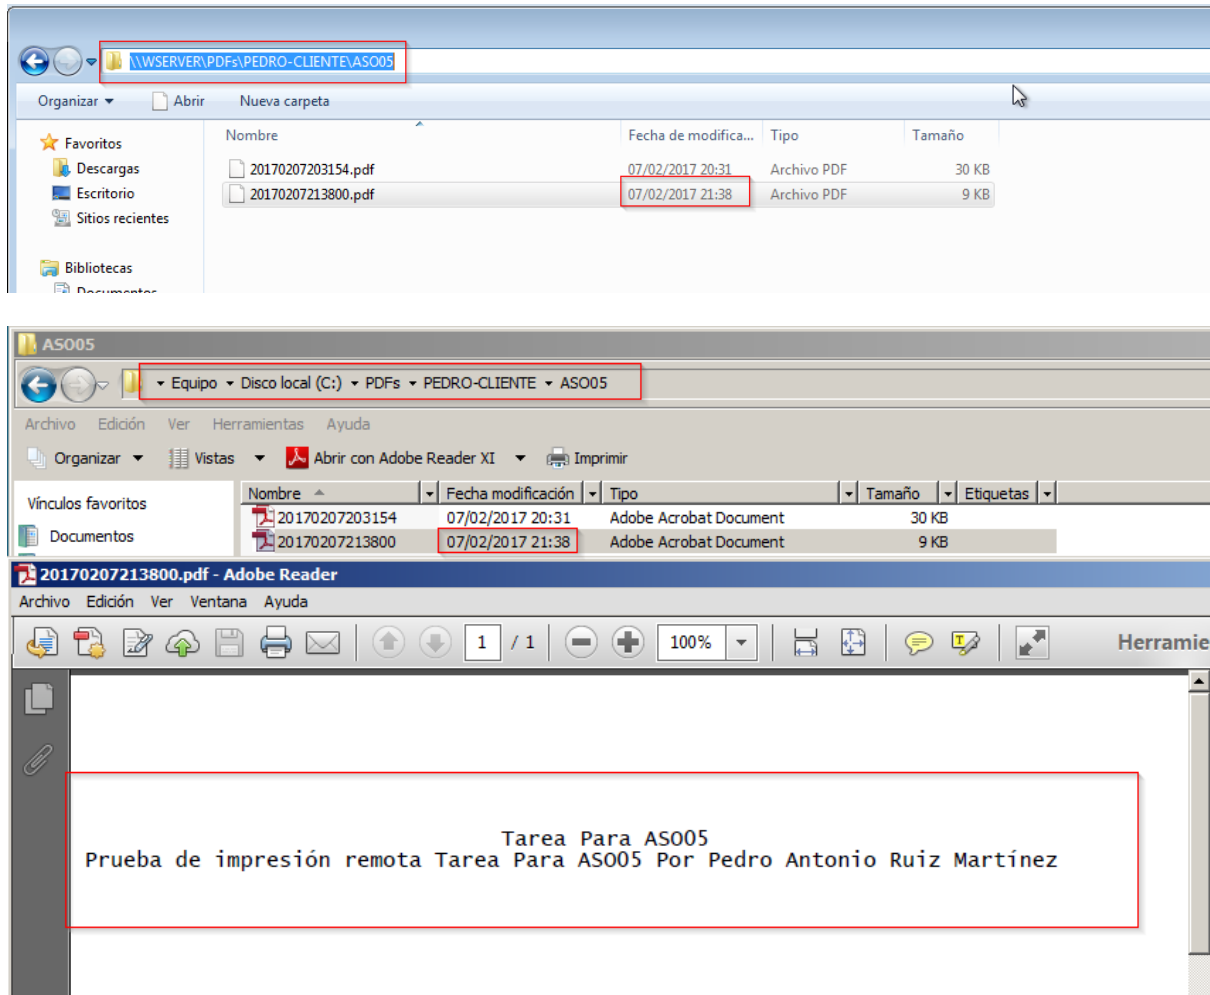 \\WSERVER\PDFs\PEDRO-CLIENTE\ASO05
Organizar Abrir Nueva carpeta
Favoritos
Descargas
Escritorio
Sitios recientes
Bibliotecas
Documentos
Nombre Fecha de modifica... Tipo Tamaño
20170207203154.pdf 07/02/2017 20:31 Archivo PDF 30 KB
20170207213800.pdf 07/02/2017 21:38 Archivo PDF 9 KB
ASO05
Equipo Disco local (C:) PDFs PEDRO-CLIENTE ASO05
Archivo Edición Ver Herramientas Ayuda
Organizar Vistas Abrir con Adobe Reader XI Imprimir
Vínculos favoritos
Documentos
Nombre Fecha modificación Tipo Tamaño Etiquetas
20170207203154 07/02/2017 20:31 Adobe Acrobat Document 30 KB
20170207213800 07/02/2017 21:38 Adobe Acrobat Document 9 KB
20170207213800.pdf - Adobe Reader
Archivo Edición Ver Ventana Ayuda
1 / 1 100% Herramie
Tarea Para ASO05
Prueba de impresión remota Tarea Para ASO05 Por Pedro Antonio Ruiz Martínez